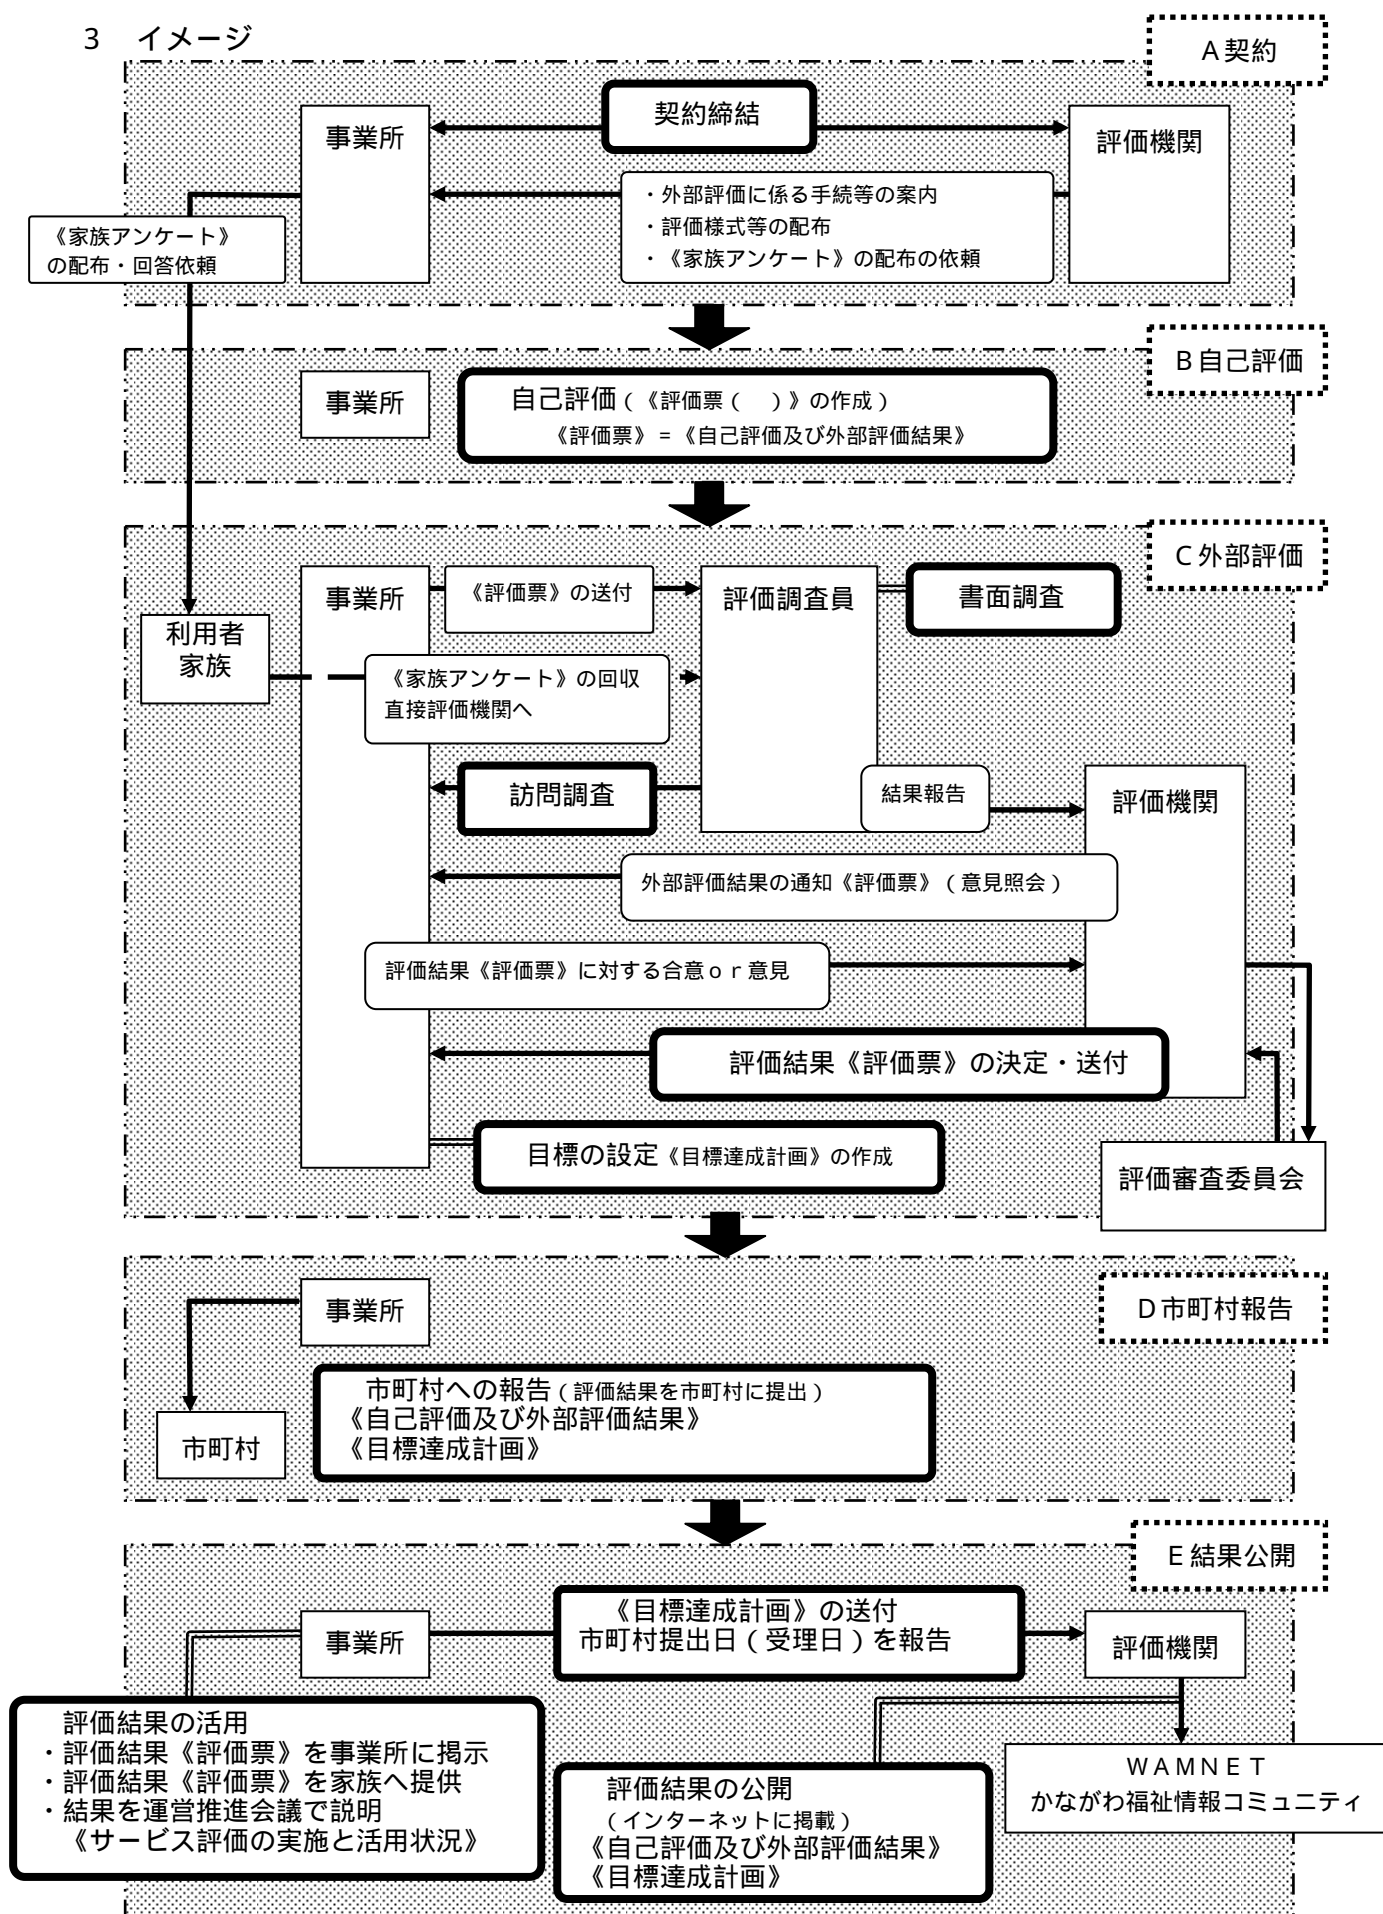 3　イメージ
A契約
契約締結
事業所
評価機関
・外部評価に係る手続等の案内
・評価様式等の配布
・《家族アンケート》の配布の依頼
《家族アンケート》
の配布・回答依頼
B自己評価
事業所
自己評価(《評価票(　)》の作成)
《評価票》=《自己評価及び外部評価結果》
C外部評価
事業所
《評価票》の送付
評価調査員
書面調査
利用者
家族
《家族アンケート》の回収
直接評価機関へ
訪問調査
結果報告
評価機関
外部評価結果の通知《評価票》(意見照会)
評価結果《評価票》に対する合意or意見
評価結果《評価票》の決定・送付
目標の設定《目標達成計画》の作成
評価審査委員会
D市町村報告
事業所
市町村
市町村への報告(評価結果を市町村に提出)
《自己評価及び外部評価結果》
《目標達成計画》
E結果公開
事業所
《目標達成計画》の送付
市町村提出日(受理日)を報告
評価機関
評価結果の活用
・評価結果《評価票》を事業所に掲示
・評価結果《評価票》を家族へ提供
・結果を運営推進会議で説明
《サービス評価の実施と活用状況》
評価結果の公開
(インターネットに掲載)
《自己評価及び外部評価結果》
《目標達成計画》
WAMNET
かながわ福祉情報コミュニティ